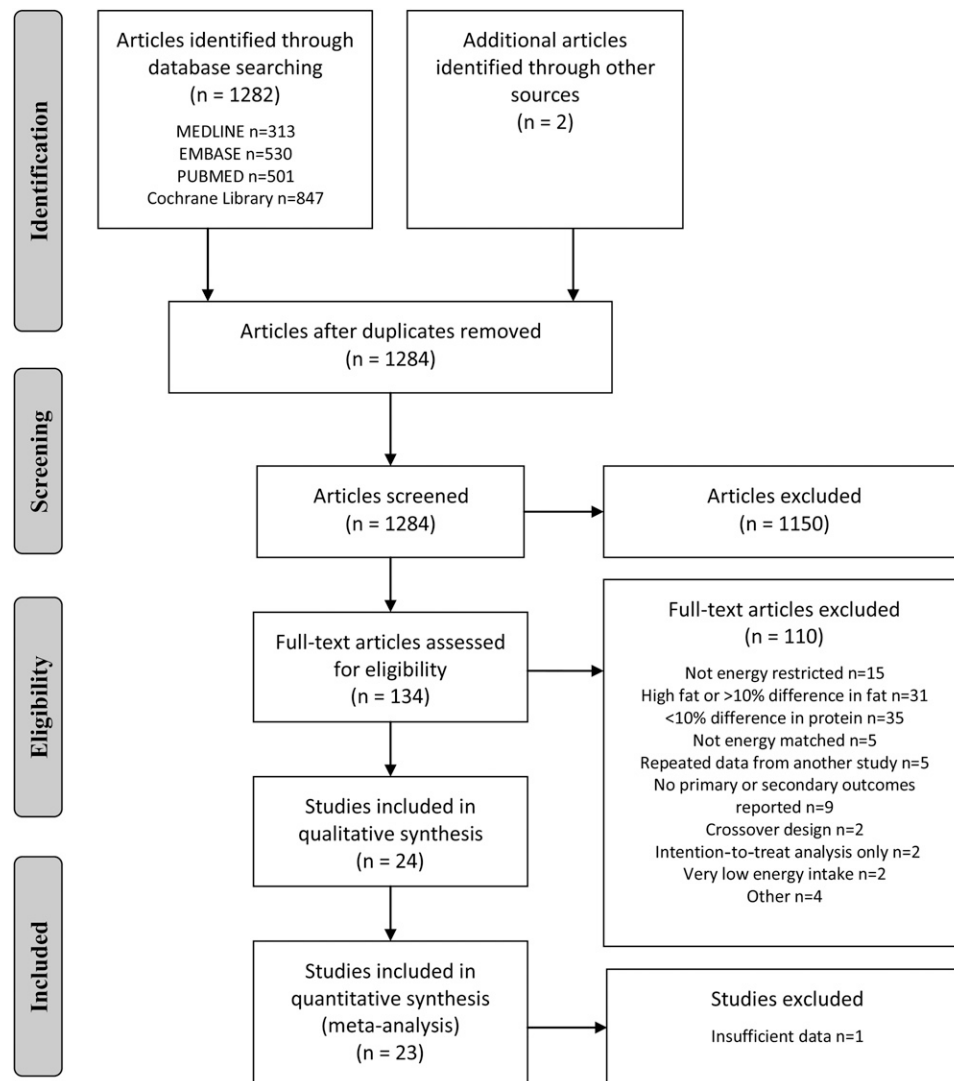 Identification
Articles identified through
database searching
(n = 1282)
MEDLINE n=313
EMBASE n=530
PUBMED n=501
Cochrane Library n=847
Additional articles
identified through other
sources
(n = 2)
Articles after duplicates removed
(n = 1284)
Screening
Articles screened
(n = 1284)
Articles excluded
(n = 1150)
Eligibility
Full-text articles assessed
for eligibility
(n = 134)
Full-text articles excluded
(n = 110)
Not energy restricted n=15
High fat or >10% difference in fat n=31
<10% difference in protein n=35
Not energy matched n=5
Repeated data from another study n=5
No primary or secondary outcomes
reported n=9
Crossover design n=2
Intention-to-treat analysis only n=2
Very low energy intake n=2
Other n=4
Studies included in
qualitative synthesis
(n = 24)
Included
Studies included in
quantitative synthesis
(meta-analysis)
(n = 23)
Studies excluded
Insufficient data n=1